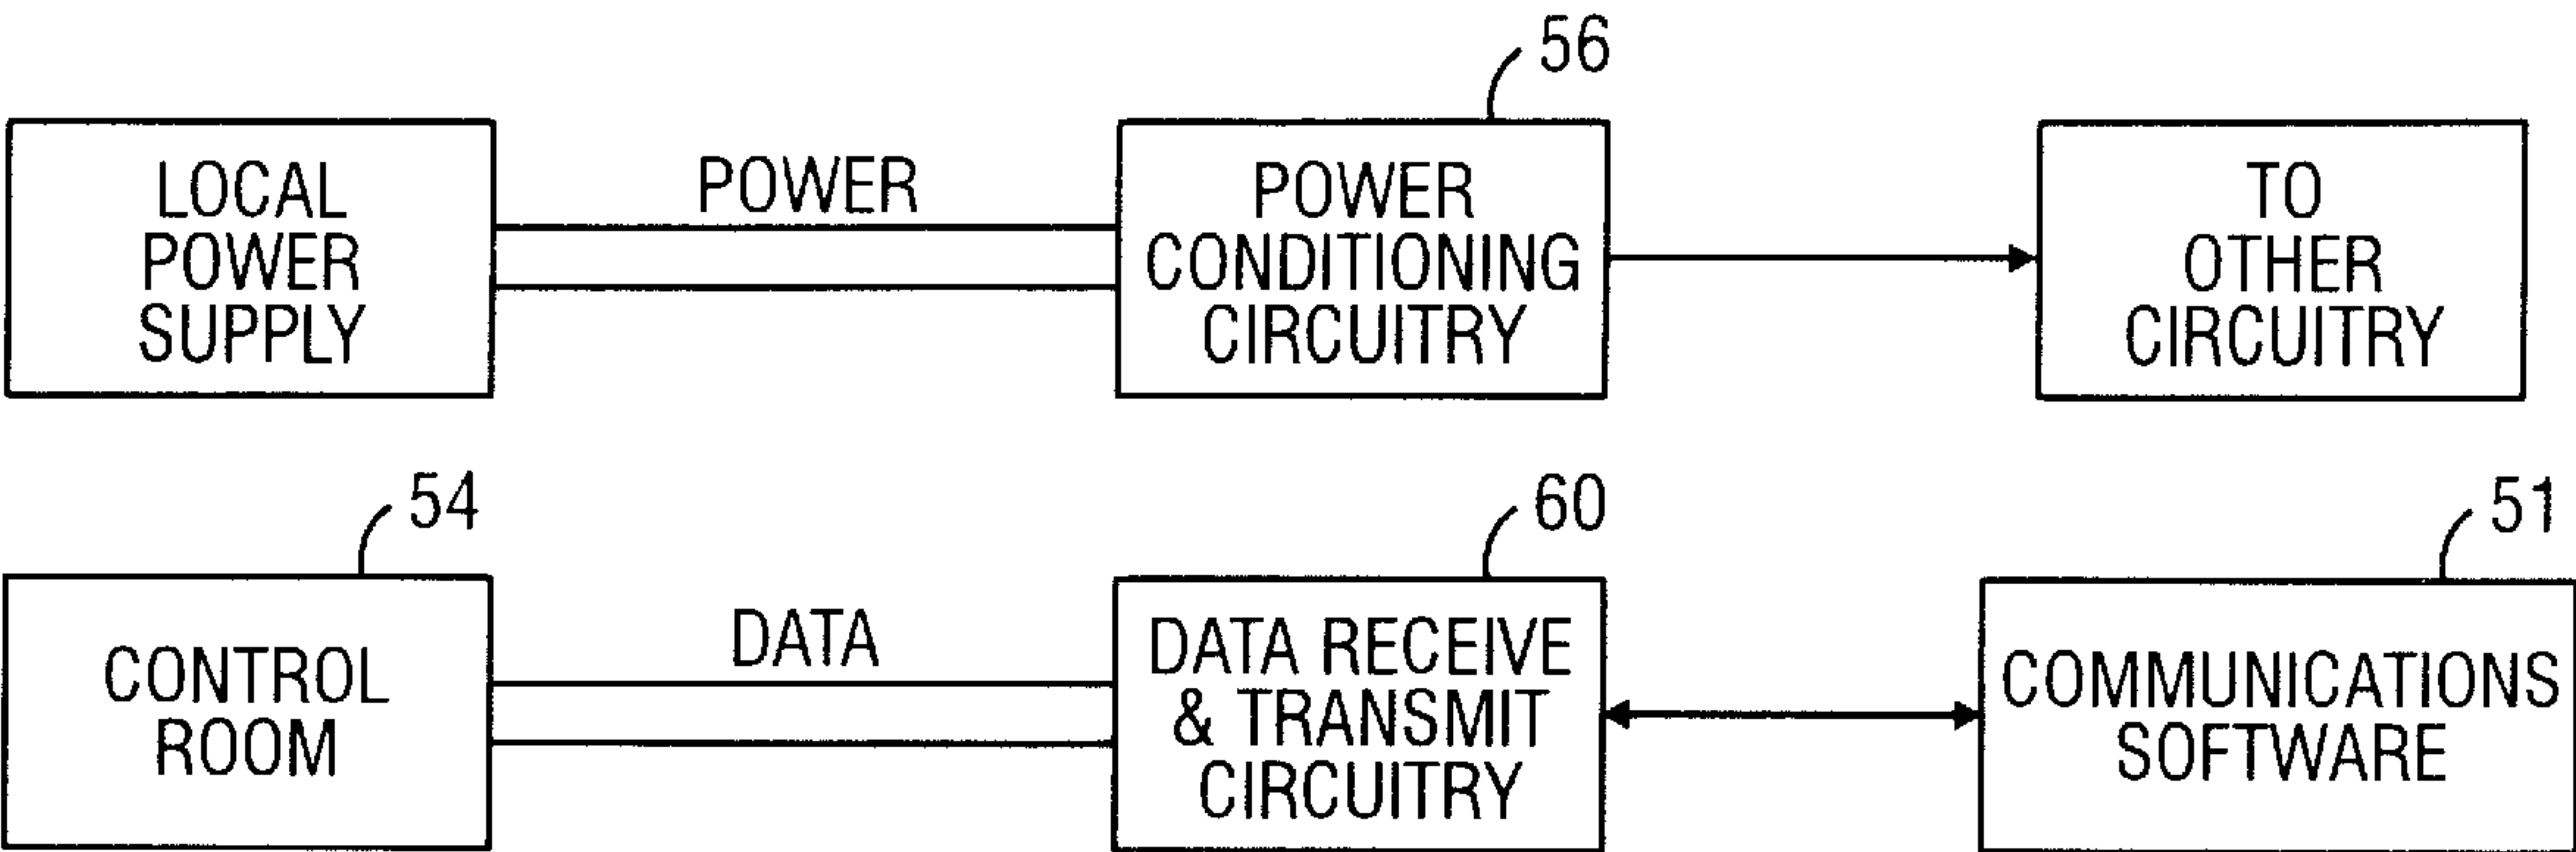 56
LOCAL
POWER
SUPPLY
POWER
POWER
CONDITIONING
CIRCUITRY
TO
OTHER
CIRCUITRY
54
60
51
CONTROL
ROOM
DATA
DATA RECEIVE
& TRANSMIT
CIRCUITRY
COMMUNICATIONS
SOFTWARE